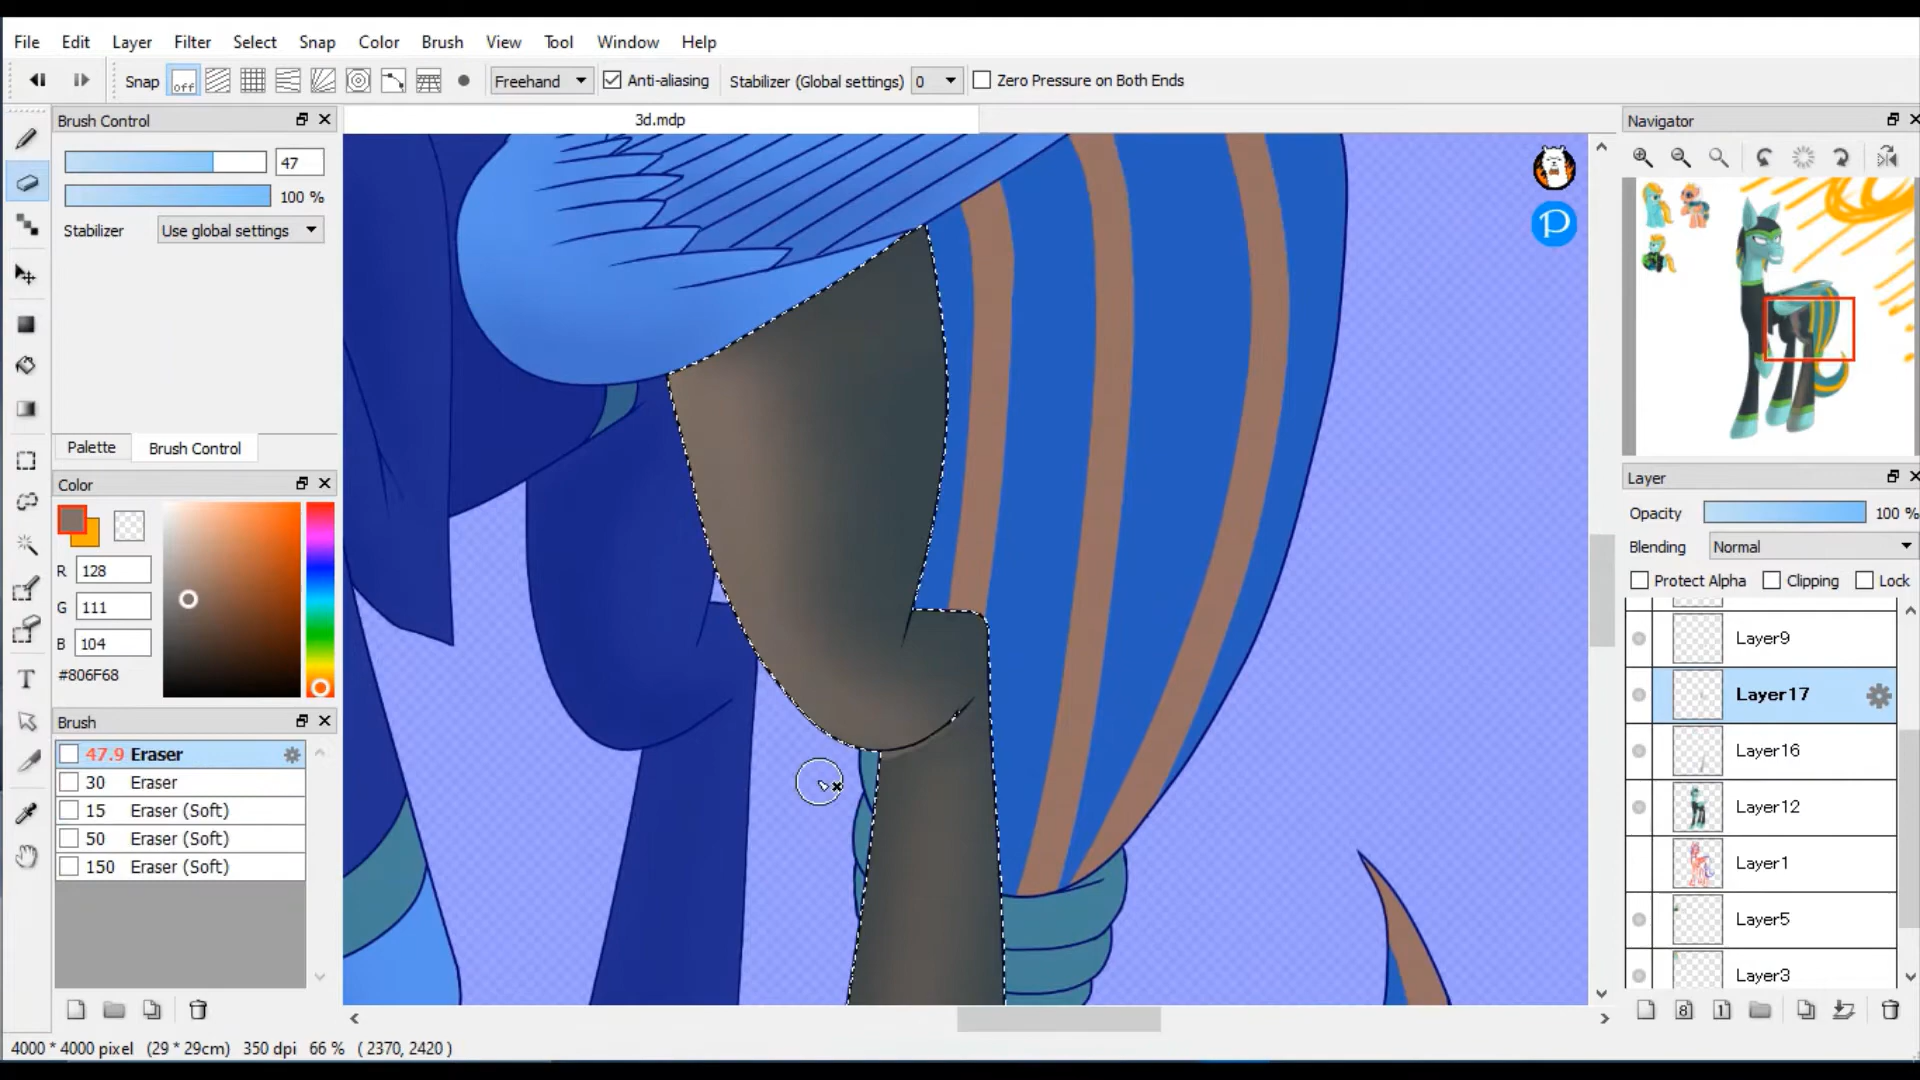 File Edit Layer Filter Select Snap Color Brush View Tool Window Help
Snap off Freehand Anti-aliasing Stabilizer (Global settings) 0 Zero Pressure on Both Ends
Brush Control
3d.mdp
Navigator
47
100 %
Stabilizer Use global settings
P
Palette Brush Control
Color
R 128
G 111
B 104
#806F68
Layer
Opacity 100 %
Blending Normal
Protect Alpha Clipping Lock
Layer9
Layer17
Layer16
Layer12
Layer1
Layer5
Layer3
T
Brush
47.9 Eraser
30 Eraser
15 Eraser (Soft)
50 Eraser (Soft)
150 Eraser (Soft)
8 1
4000 * 4000 pixel (29 * 29cm) 350 dpi 66 % ( 2370, 2420 )